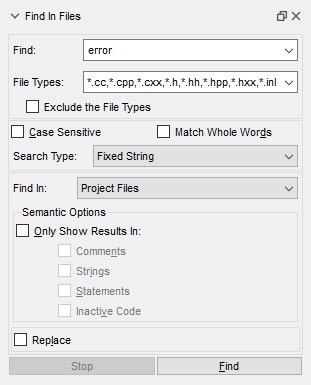 Find In Files
Find: error
File Types: *.cc,*.cpp,*.cxx,*.h,*.hh,*.hpp,*.hxx,*.inl
Exclude the File Types
Case Sensitive Match Whole Words
Search Type: Fixed String
Find In: Project Files
Semantic Options
Only Show Results In:
Comments
Strings
Statements
Inactive Code
Replace
Stop Find